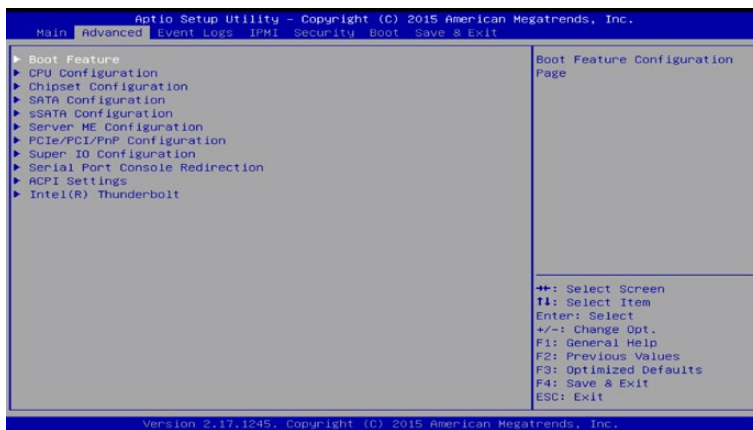 Aptio Setup Utility – Copyright (C) 2015 American Megatrends, Inc.
Main Advanced Event Logs IPMI Security Boot Save & Exit
Boot Feature
CPU Configuration
Chipset Configuration
SATA Configuration
sSATA Configuration
Server ME Configuration
PCIe/PCI/PnP Configuration
Super IO Configuration
Serial Port Console Redirection
ACPI Settings
Intel(R) Thunderbolt
Boot Feature Configuration
Page
→←: Select Screen
↑↓: Select Item
Enter: Select
+/-: Change Opt.
F1: General Help
F2: Previous Values
F3: Optimized Defaults
F4: Save & Exit
ESC: Exit
Version 2.17.1245. Copyright (C) 2015 American Megatrends, Inc.